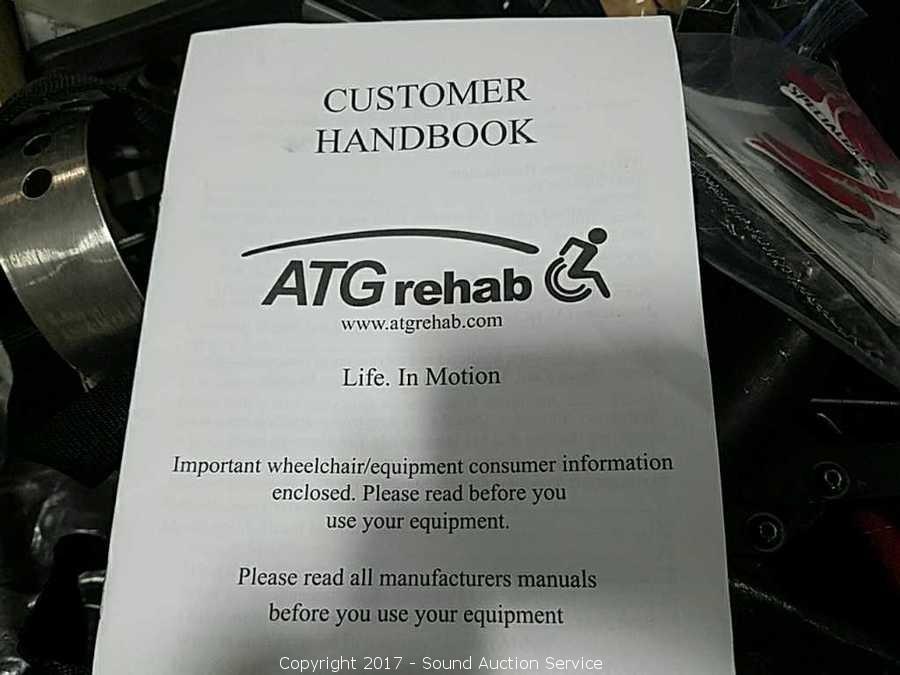 CUSTOMER
HANDBOOK
ATG rehab
www.atgrehab.com
Life. In Motion
Important wheelchair/equipment consumer information
enclosed. Please read before you
use your equipment.
Please read all manufacturers manuals
before you use your equipment
SPECIALIZED
Copyright 2017 - Sound Auction Service